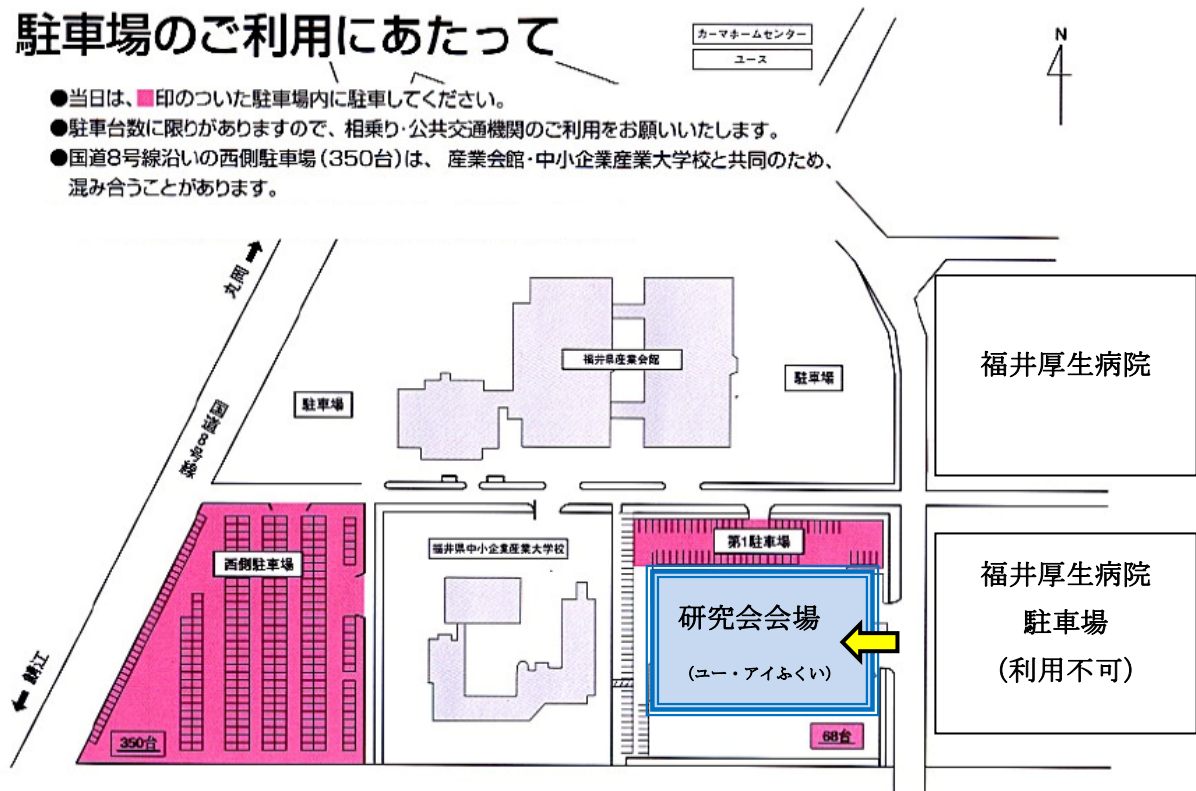 駐車場のご利用にあたって
カーマホームセンター
ユース
N
●当日は、■印のついた駐車場内に駐車してください。
●駐車台数に限りがありますので、相乗り・公共交通機関のご利用をお願いいたします。
●国道8号線沿いの西側駐車場(350台)は、産業会館・中小企業産業大学校と共同のため、
混み合うことがあります。
丸岡
国道8号線
鯖江
福井県産業会館
駐車場
駐車場
福井厚生病院
西側駐車場
350台
福井県中小企業産業大学校
第1駐車場
研究会会場
(ユー・アイふくい)
68台
福井厚生病院
駐車場
(利用不可)